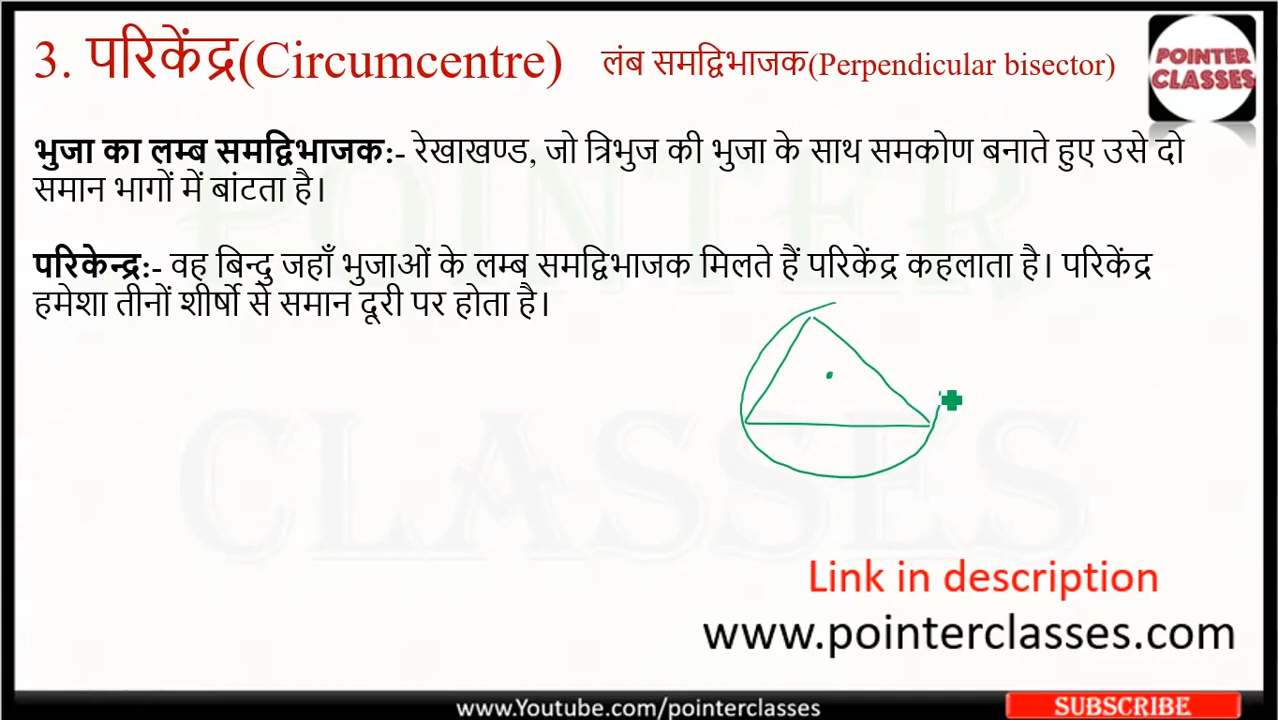 3. परिकेंद्र(Circumcentre) लंब समद्विभाजक(Perpendicular bisector)
POINTER
CLASSES
भुजा का लम्ब समद्विभाजक:- रेखाखण्ड, जो त्रिभुज की भुजा के साथ समकोण बनाते हुए उसे दो
समान भागों में बांटता है।
परिकेन्द्र:- वह बिन्दु जहाँ भुजाओं के लम्ब समद्विभाजक मिलते हैं परिकेंद्र कहलाता है। परिकेंद्र
हमेशा तीनों शीर्षो से समान दूरी पर होता है।
POINTER
CLASSES
Link in description
www.pointerclasses.com
www.Youtube.com/pointerclasses
SUBSCRIBE